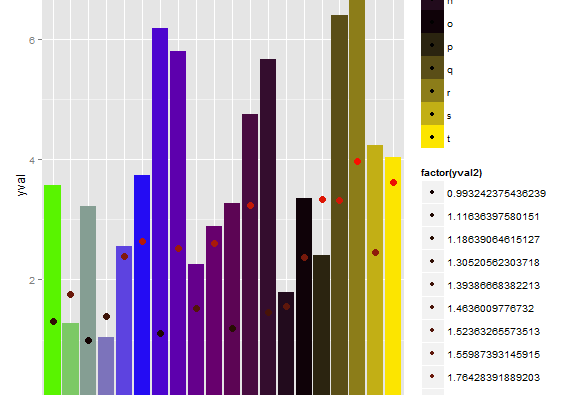 6
4
2
yval
n
o
p
q
r
s
t
factor(yval2)
0.993242375436239
1.11636397580151
1.18639064615127
1.30520562303718
1.39386668382213
1.4636009776732
1.52363265573513
1.55987393145915
1.76428391889203